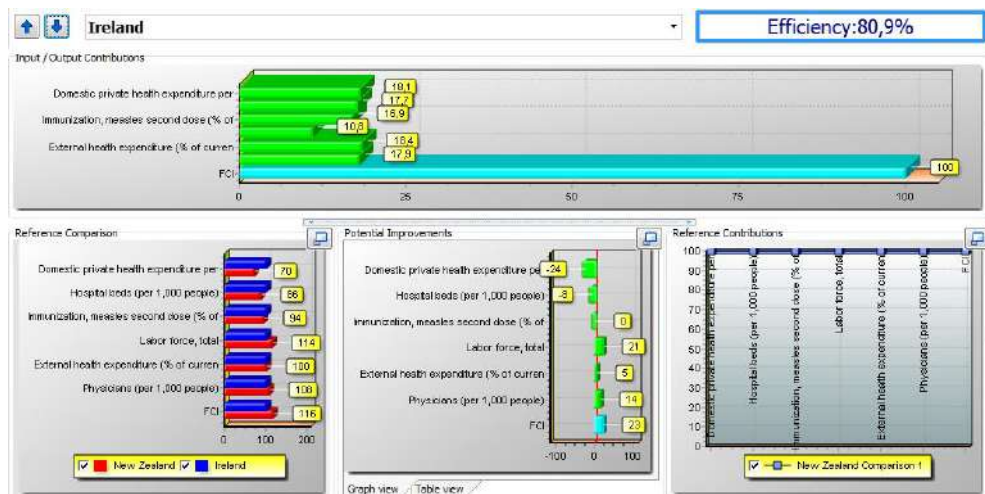 Ireland
Efficiency:80,9%
Input / Output Contributions
Domestic private health expenditure per
Immunization, measles second dose (% of
External health expenditure (% of curren
FCI
18,1
17,7
16,9
10,8
18,4
17,9
100
0 25 50 75 100
Reference Comparison
Domestic private health expenditure per
Hospital beds (per 1,000 people)
Immunization, measles second dose (% of
Labor force, total
External health expenditure (% of curren
Physicians (per 1,000 people)
FCI
70
86
94
114
100
108
116
0 100 200
New Zealand Ireland
Potential Improvements
Domestic private health expenditure pe
Hospital beds (per 1,000 people)
Immunization, measles second dose (% of
Labor force, total
External health expenditure (% of curren
Physicians (per 1,000 people)
FCI
-24
-8
0
21
5
14
23
-100 0 100
Graph view Table view
Reference Contributions
100
90
80
70
60
50
40
30
20
10
0
Domestic private health expenditure per
Hospital beds (per 1,000 people)
Immunization, measles second dose (% of
Labor force, total
External health expenditure (% of curren
Physicians (per 1,000 people)
FCI
New Zealand Comparison 1